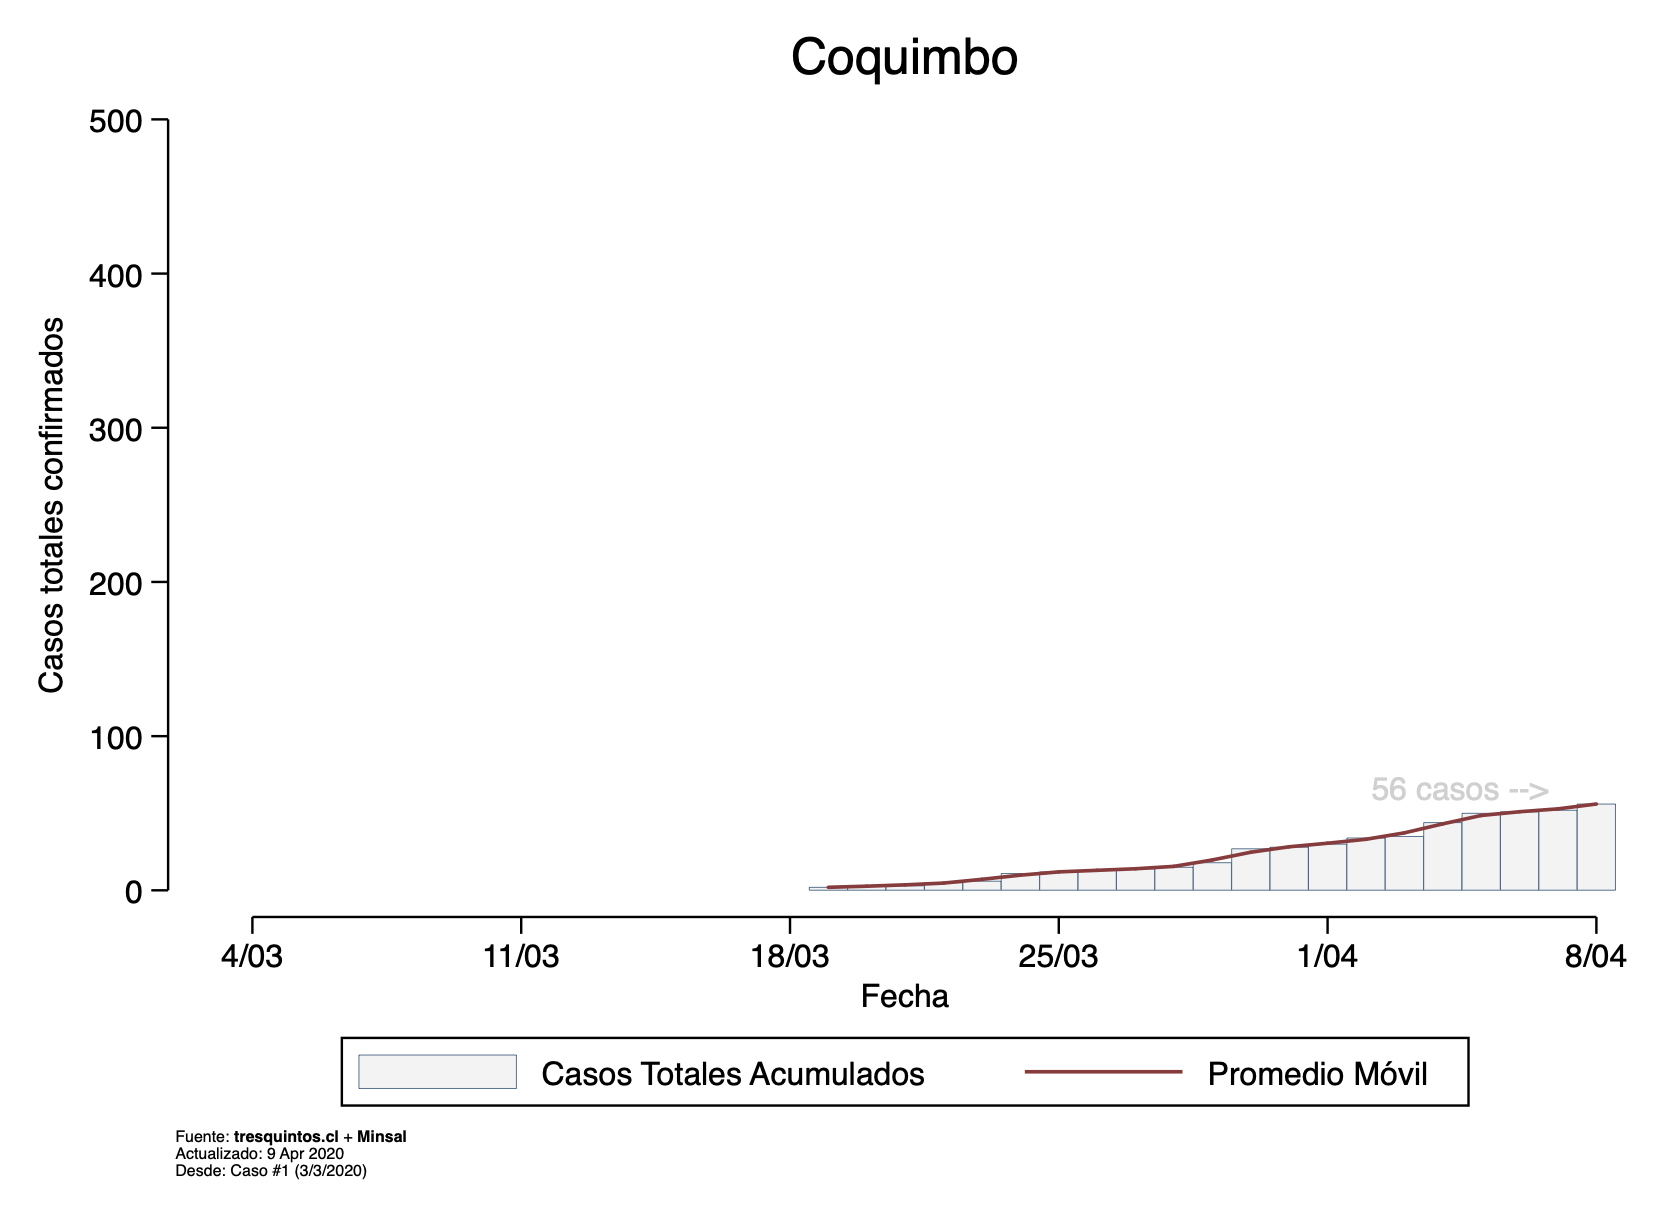 Coquimbo
500
400
300
200
100
0
Casos totales confirmados
56 casos -->
4/03 11/03 18/03 25/03 1/04 8/04
Fecha
Casos Totales Acumulados Promedio Móvil
Fuente: tresquintos.cl + Minsal
Actualizado: 9 Apr 2020
Desde: Caso #1 (3/3/2020)